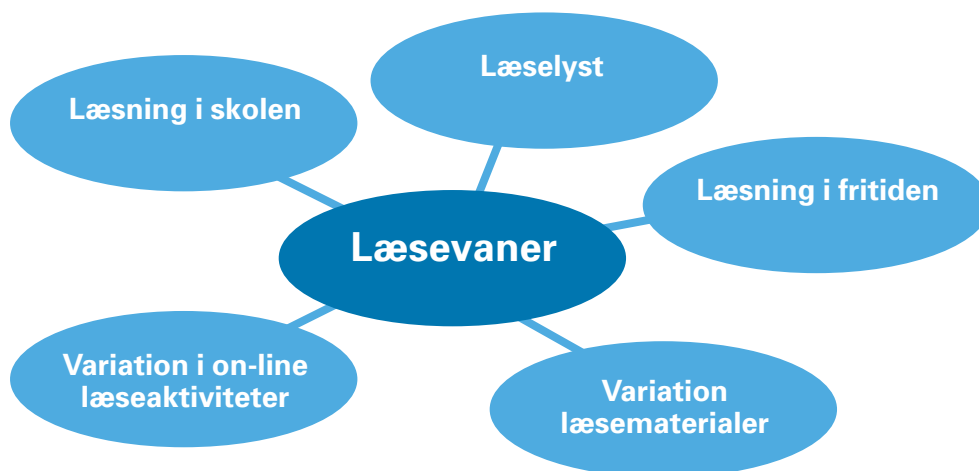 Læselyst
Læsning i skolen
Læsning i fritiden
Læsevaner
Variation i on-line
læseaktiviteter
Variation
læsematerialer